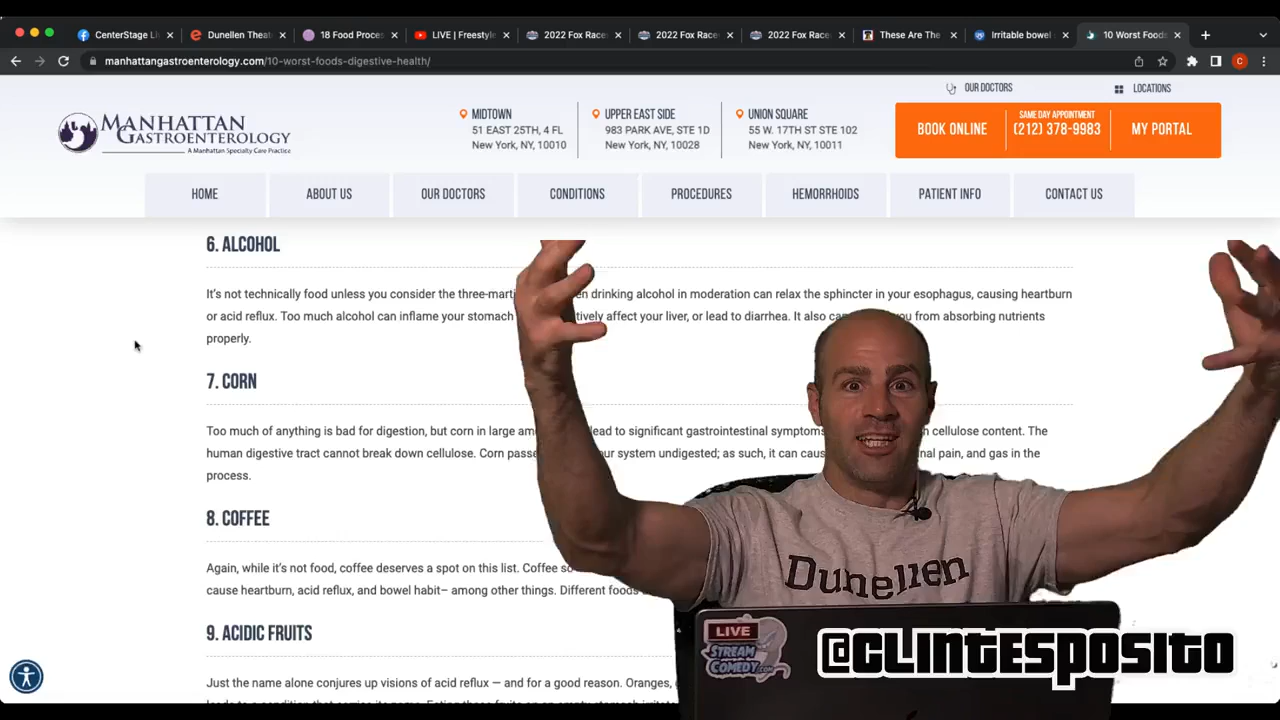 CenterStage Li
Dunellen Theat
18 Food Proces
LIVE | Freestyle
2022 Fox Race
2022 Fox Race
2022 Fox Race
These Are The
Irritable bowel
10 Worst Foods
manhattangastroenterology.com/10-worst-foods-digestive-health/
C
OUR DOCTORS
LOCATIONS
MANHATTAN
GASTROENTEROLOGY
A Manhattan Specialty Care Practice
MIDTOWN
51 EAST 25TH, 4 FL
New York, NY, 10010
UPPER EAST SIDE
983 PARK AVE, STE 1D
New York, NY, 10028
UNION SQUARE
55 W. 17TH ST STE 102
New York, NY, 10011
BOOK ONLINE
SAME DAY APPOINTMENT
(212) 378-9983
MY PORTAL
HOME ABOUT US OUR DOCTORS CONDITIONS PROCEDURES HEMORRHOIDS PATIENT INFO CONTACT US
6. ALCOHOL
It's not technically food unless you consider the three-marti en drinking alcohol in moderation can relax the sphincter in your esophagus, causing heartburn
or acid reflux. Too much alcohol can inflame your stomach tively affect your liver, or lead to diarrhea. It also ca you from absorbing nutrients
properly.
7. CORN
Too much of anything is bad for digestion, but corn in large am lead to significant gastrointestinal symptoms cellulose content. The
human digestive tract cannot break down cellulose. Corn passe ur system undigested; as such, it can caus nal pain, and gas in the
process.
8. COFFEE
Again, while it's not food, coffee deserves a spot on this list. Coffee so
cause heartburn, acid reflux, and bowel habit– among other things. Different foods
9. ACIDIC FRUITS
Just the name alone conjures up visions of acid reflux — and for a good reason. Oranges,
Dunellen
LIVE
STREAM
COMEDY.com
@CLINTESPOSITO